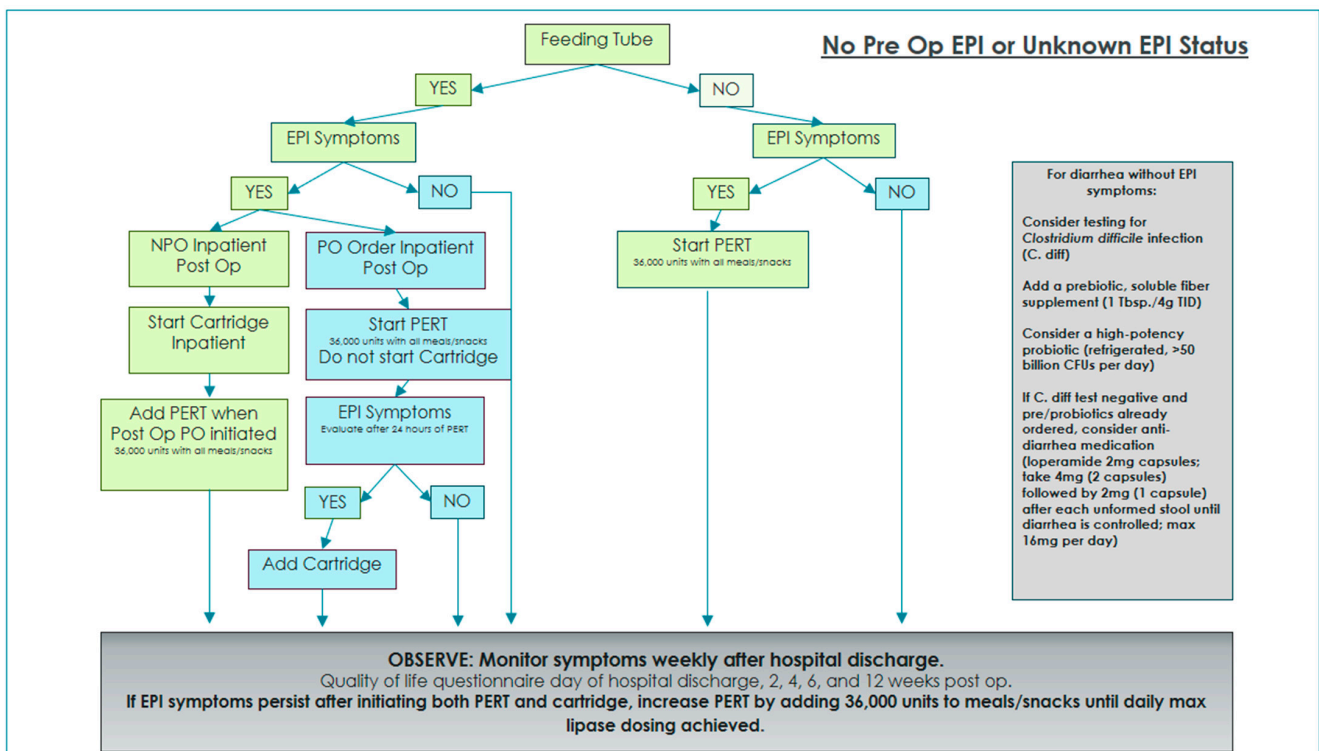 No Pre Op EPI or Unknown EPI Status
Feeding Tube
YES
NO
EPI Symptoms
EPI Symptoms
YES
NO
YES
NO
NPO Inpatient
Post Op
PO Order Inpatient
Post Op
Start PERT
36,000 units with all meals/snacks
Start Cartridge
Inpatient
Start PERT
36,000 units with all meals/snacks
Do not start Cartridge
Add PERT when
Post Op PO initiated
36,000 units with all meals/snacks
EPI Symptoms
Evaluate after 24 hours of PERT
YES
NO
Add Cartridge
For diarrhea without EPI
symptoms:
Consider testing for
Clostridium difficile infection
(C. diff)
Add a prebiotic, soluble fiber
supplement (1 Tbsp./4g TID)
Consider a high-potency
probiotic (refrigerated, >50
billion CFUs per day)
If C. diff test negative and
pre/probiotics already
ordered, consider anti-
diarrhea medication
(loperamide 2mg capsules;
take 4mg (2 capsules)
followed by 2mg (1 capsule)
after each unformed stool until
diarrhea is controlled; max
16mg per day)
OBSERVE: Monitor symptoms weekly after hospital discharge.
Quality of life questionnaire day of hospital discharge, 2, 4, 6, and 12 weeks post op.
If EPI symptoms persist after initiating both PERT and cartridge, increase PERT by adding 36,000 units to meals/snacks until daily max
lipase dosing achieved.